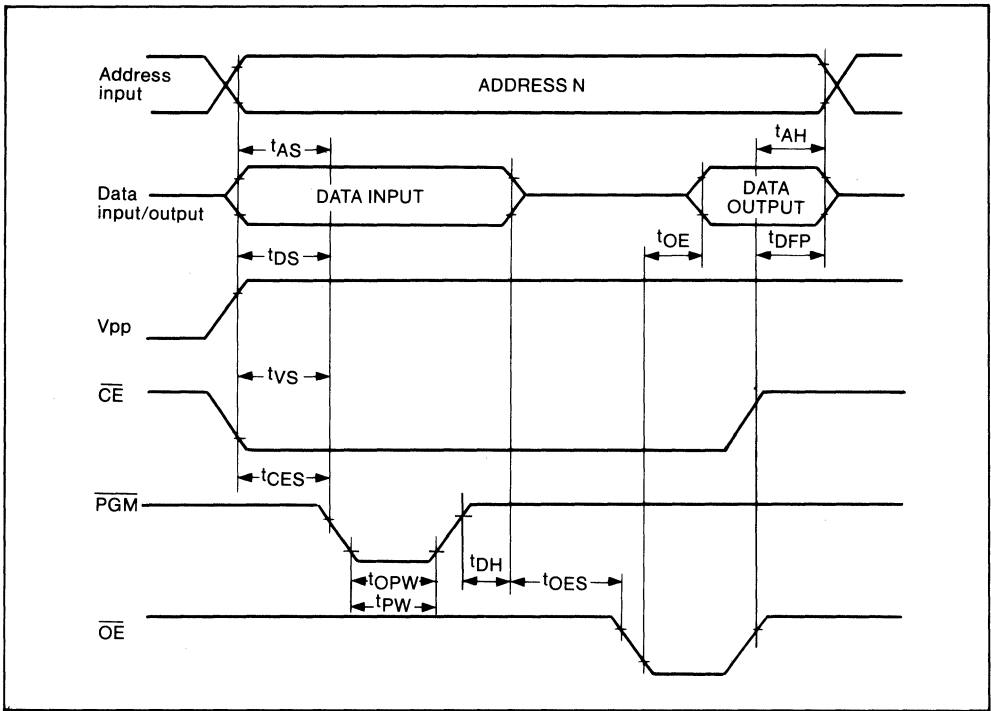 Address
input
ADDRESS N
tAS
tAH
Data
input/output
DATA INPUT
DATA
OUTPUT
tDS
tOE
tDFP
Vpp
tVS
CE
tCES
PGM
tDH
tOES
tOPW
tPW
OE